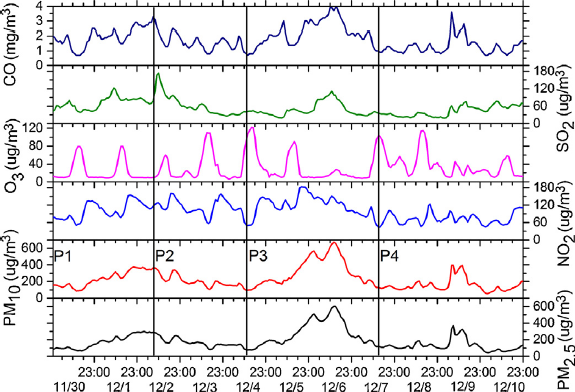 CO (mg/m³)
4
3
2
1
0
180
120
60
0
SO₂ (ug/m³)
120
80
40
0
O₃ (ug/m³)
180
120
60
0
NO₂ (ug/m³)
P1 P2 P3 P4
600
400
200
0
PM₁₀ (ug/m³)
600
400
200
0
PM₂.₅ (ug/m³)
23:00 23:00 23:00 23:00 23:00 23:00 23:00 23:00 23:00 23:00
11/30 12/1 12/2 12/3 12/4 12/5 12/6 12/7 12/8 12/9 12/10